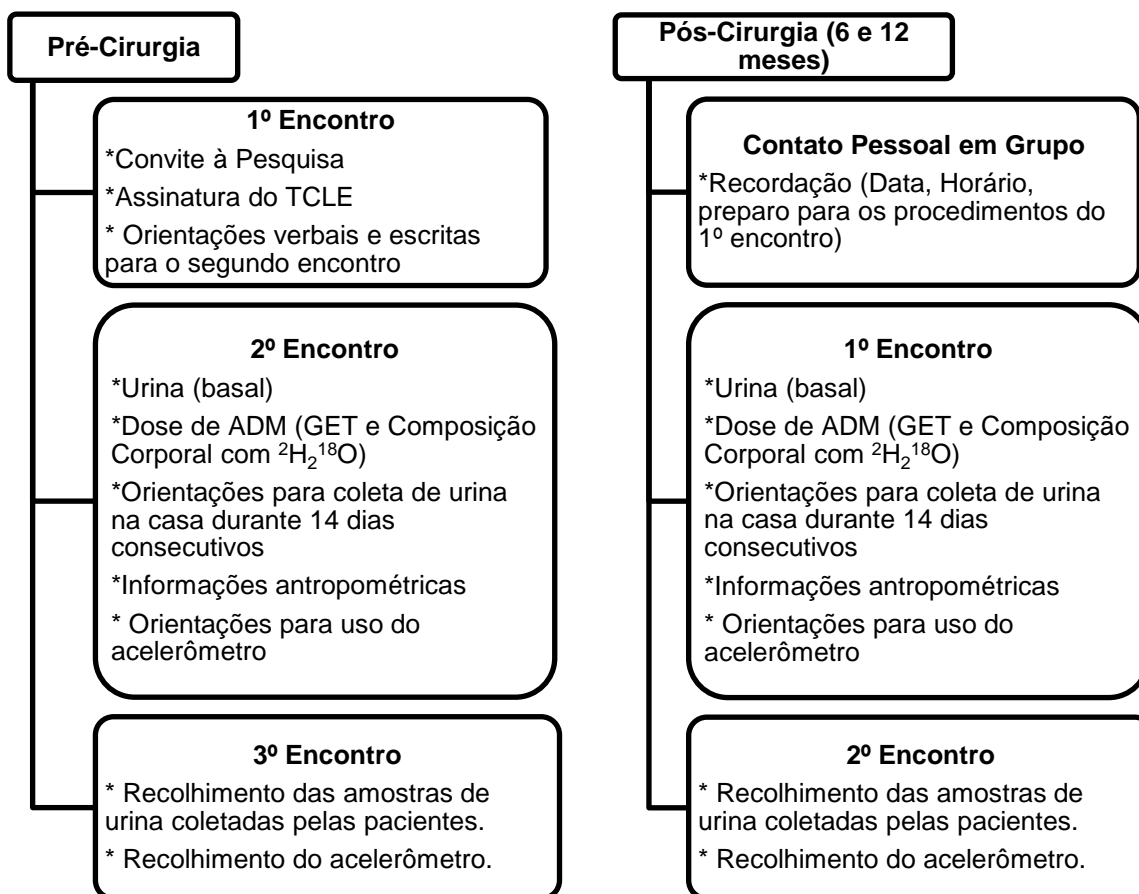 Pré-Cirurgia
1º Encontro
*Convite à Pesquisa
*Assinatura do TCLE
* Orientações verbais e escritas
para o segundo encontro
2º Encontro
*Urina (basal)
*Dose de ADM (GET e Composição
Corporal com ²H₂¹⁸O)
*Orientações para coleta de urina
na casa durante 14 dias
consecutivos
*Informações antropométricas
* Orientações para uso do
acelerômetro
3º Encontro
* Recolhimento das amostras de
urina coletadas pelas pacientes.
* Recolhimento do acelerômetro.
Pós-Cirurgia (6 e 12
meses)
Contato Pessoal em Grupo
*Recordação (Data, Horário,
preparo para os procedimentos do
1º encontro)
1º Encontro
*Urina (basal)
*Dose de ADM (GET e Composição
Corporal com ²H₂¹⁸O)
*Orientações para coleta de urina
na casa durante 14 dias
consecutivos
*Informações antropométricas
* Orientações para uso do
acelerômetro
2º Encontro
* Recolhimento das amostras de
urina coletadas pelas pacientes.
* Recolhimento do acelerômetro.